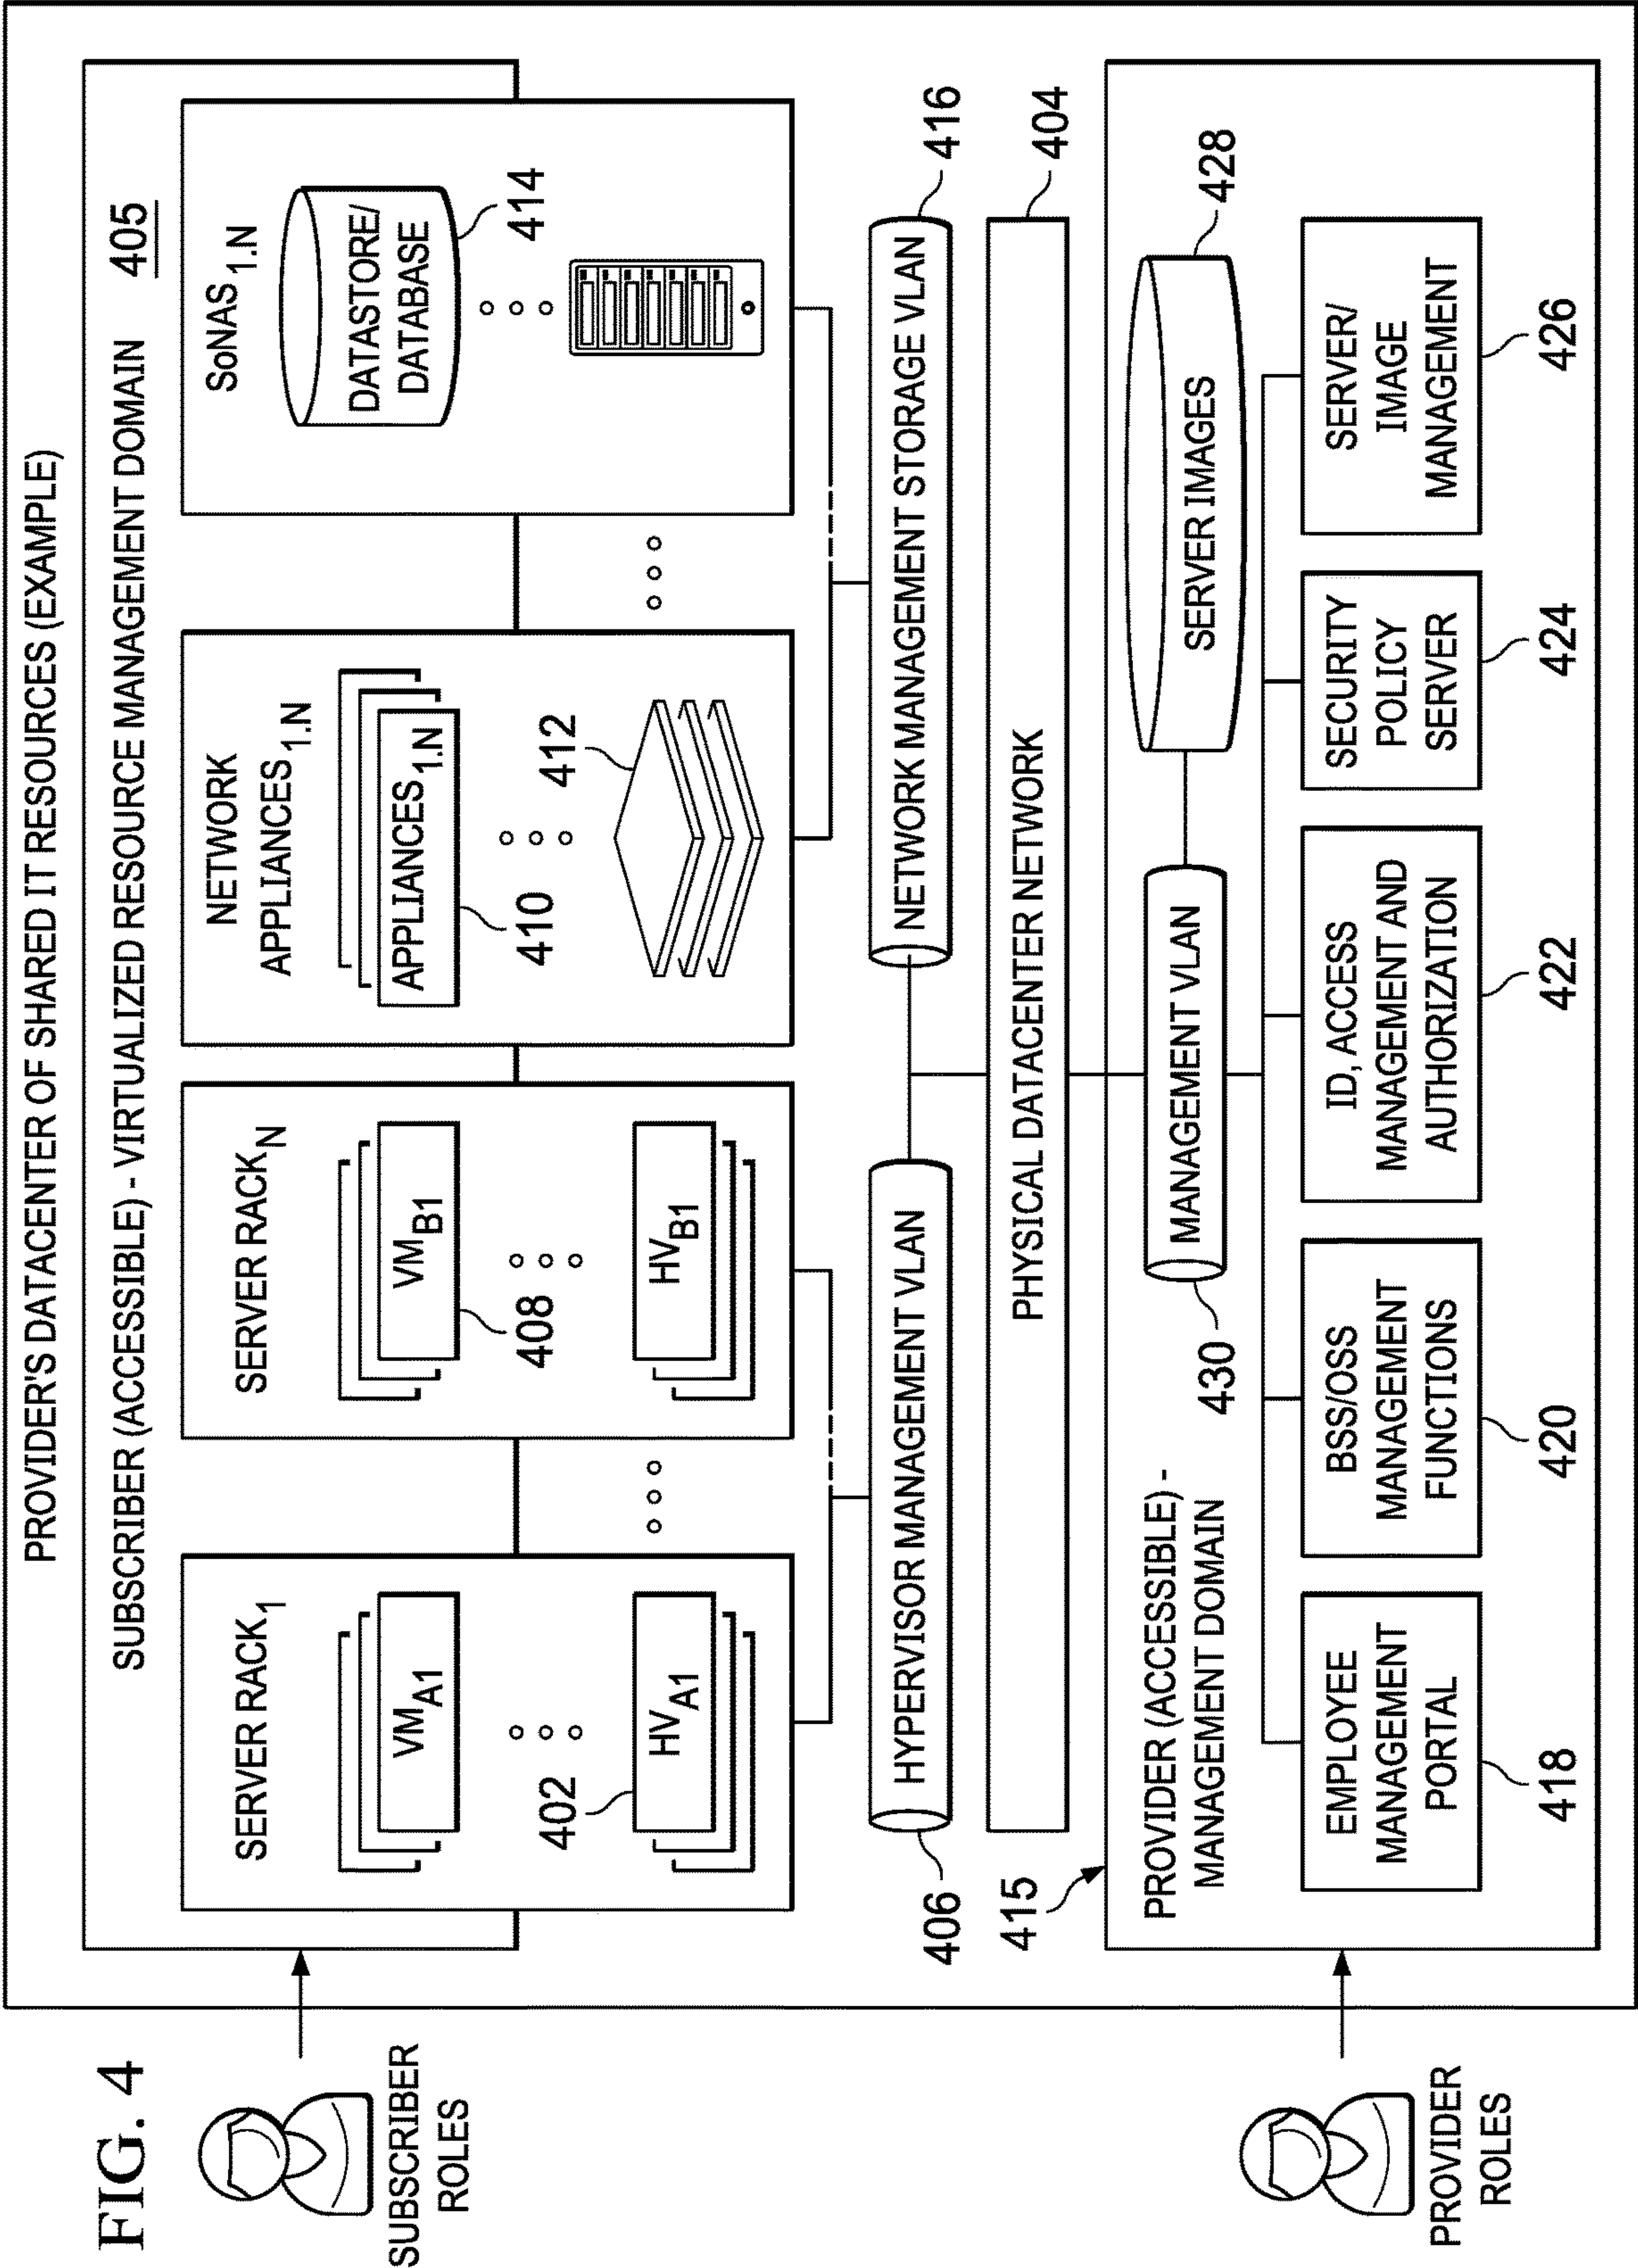 FIG. 4
PROVIDER'S DATACENTER OF SHARED IT RESOURCES (EXAMPLE)
SUBSCRIBER (ACCESSIBLE) - VIRTUALIZED RESOURCE MANAGEMENT DOMAIN 405
SUBSCRIBER
ROLES
SERVER RACK1
VMA1
402
HVA1
SERVER RACKN
VMB1
408
HVB1
NETWORK
APPLIANCES1.N
APPLIANCES1.N
410
412
SoNAS1.N
DATASTORE/
DATABASE
414
HYPERVISOR MANAGEMENT VLAN
406
NETWORK MANAGEMENT STORAGE VLAN
416
PHYSICAL DATACENTER NETWORK
404
415
PROVIDER (ACCESSIBLE) -
MANAGEMENT DOMAIN
MANAGEMENT VLAN
430
SERVER IMAGES
428
PROVIDER
ROLES
EMPLOYEE
MANAGEMENT
PORTAL
418
BSS/OSS
MANAGEMENT
FUNCTIONS
420
ID, ACCESS
MANAGEMENT AND
AUTHORIZATION
422
SECURITY
POLICY
SERVER
424
SERVER/
IMAGE
MANAGEMENT
426